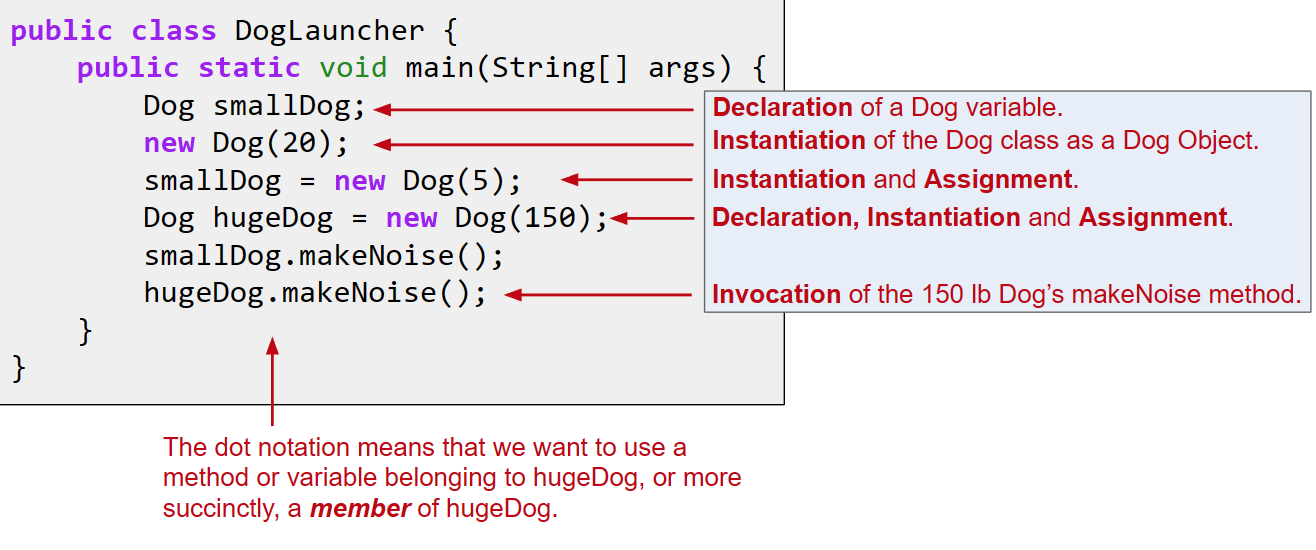 public class DogLauncher {
public static void main(String[] args) {
Dog smallDog;
Declaration of a Dog variable.
new Dog(20);
Instantiation of the Dog class as a Dog Object.
smallDog = new Dog(5);
Instantiation and Assignment.
Dog hugeDog = new Dog(150);
Declaration, Instantiation and Assignment.
smallDog.makeNoise();
hugeDog.makeNoise();
Invocation of the 150 lb Dog’s makeNoise method.
}
}
The dot notation means that we want to use a
method or variable belonging to hugeDog, or more
succinctly, a member of hugeDog.